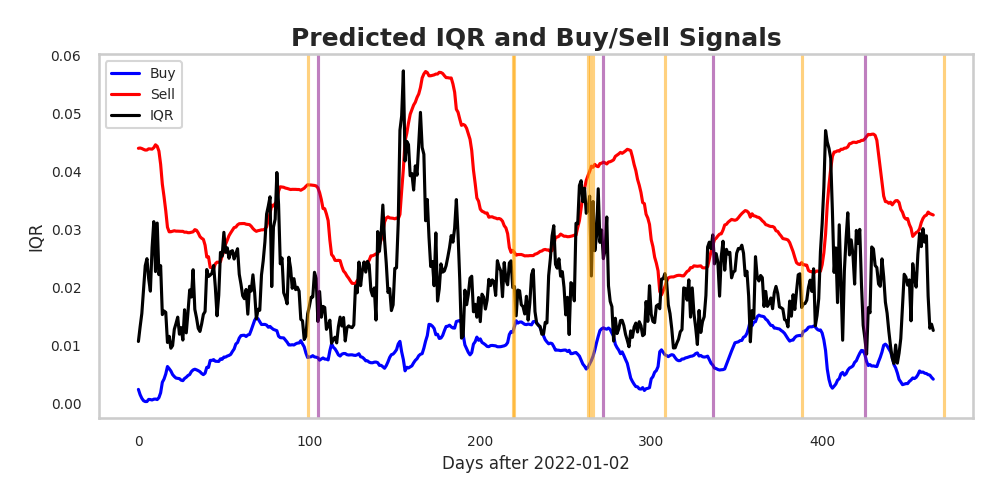 Predicted IQR and Buy/Sell Signals
Buy
Sell
IQR
0.06
0.05
0.04
0.03
0.02
0.01
0.00
IQR
0 100 200 300 400
Days after 2022-01-02